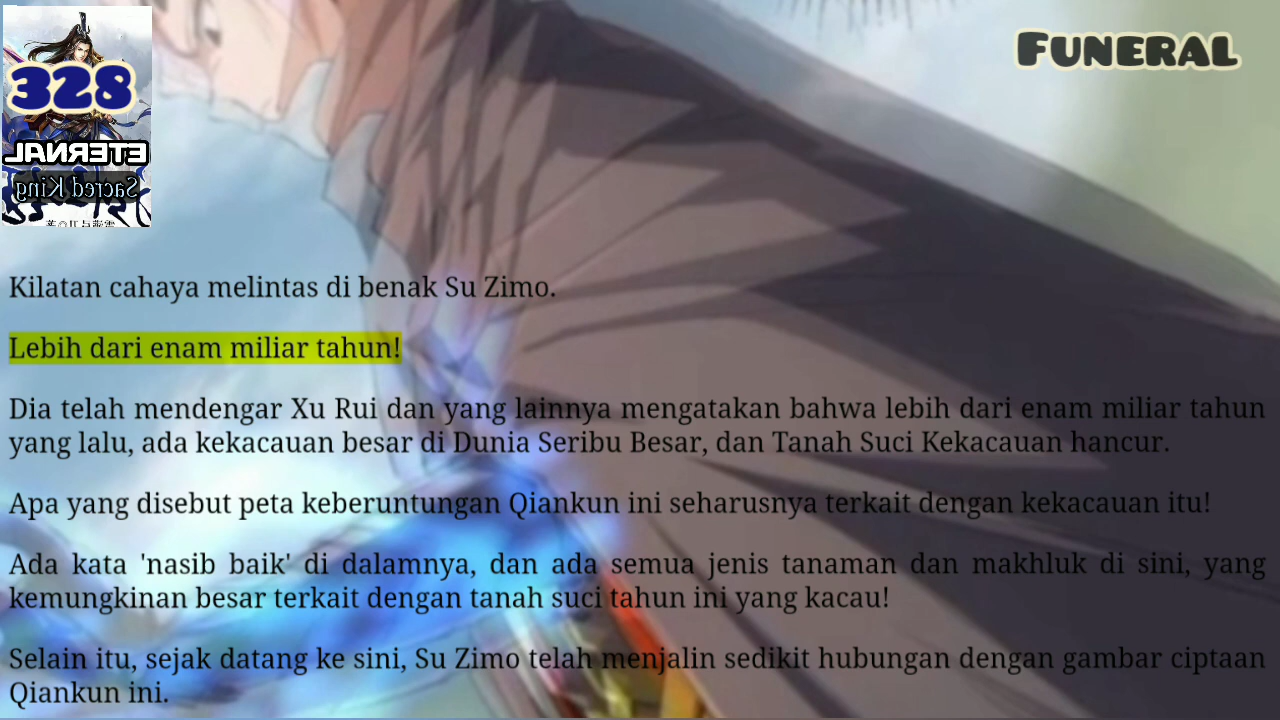 FUNERAL
328
ETERNAL
Sacred King
Kilatan cahaya melintas di benak Su Zimo.
Lebih dari enam miliar tahun!
Dia telah mendengar Xu Rui dan yang lainnya mengatakan bahwa lebih dari enam miliar tahun
yang lalu, ada kekacauan besar di Dunia Seribu Besar, dan Tanah Suci Kekacauan hancur.
Apa yang disebut peta keberuntungan Qiankun ini seharusnya terkait dengan kekacauan itu!
Ada kata 'nasib baik' di dalamnya, dan ada semua jenis tanaman dan makhluk di sini, yang
kemungkinan besar terkait dengan tanah suci tahun ini yang kacau!
Selain itu, sejak datang ke sini, Su Zimo telah menjalin sedikit hubungan dengan gambar ciptaan
Qiankun ini.